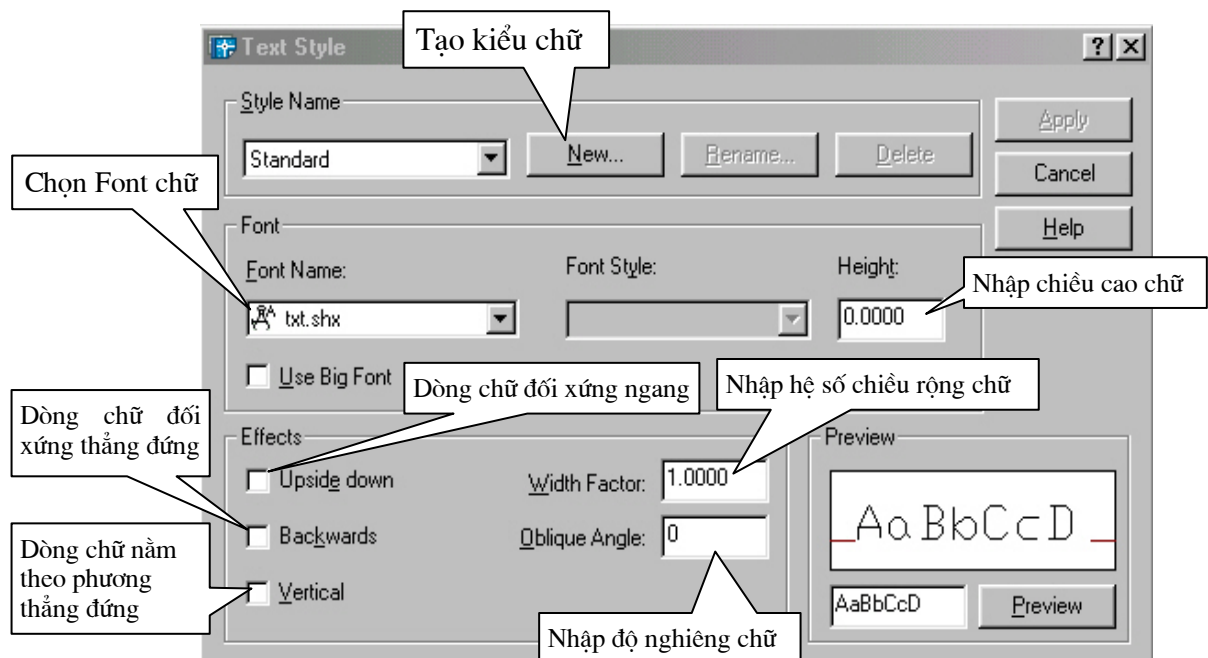 Tạo kiểu chữ
Text Style
Style Name
Standard
New...
Rename...
Delete
Apply
Cancel
Help
Chọn Font chữ
Font
Font Name:
Font Style:
Height:
txt.shx
0.0000
Nhập chiều cao chữ
Use Big Font
Dòng chữ đối xứng ngang
Nhập hệ số chiều rộng chữ
Dòng chữ đối
xứng thẳng đứng
Effects
Upside down
Width Factor:
1.0000
Backwards
Oblique Angle:
0
Dòng chữ nằm
theo phương
thẳng đứng
Vertical
Nhập độ nghiêng chữ
Preview
AaBbCcD
AaBbCcD
Preview